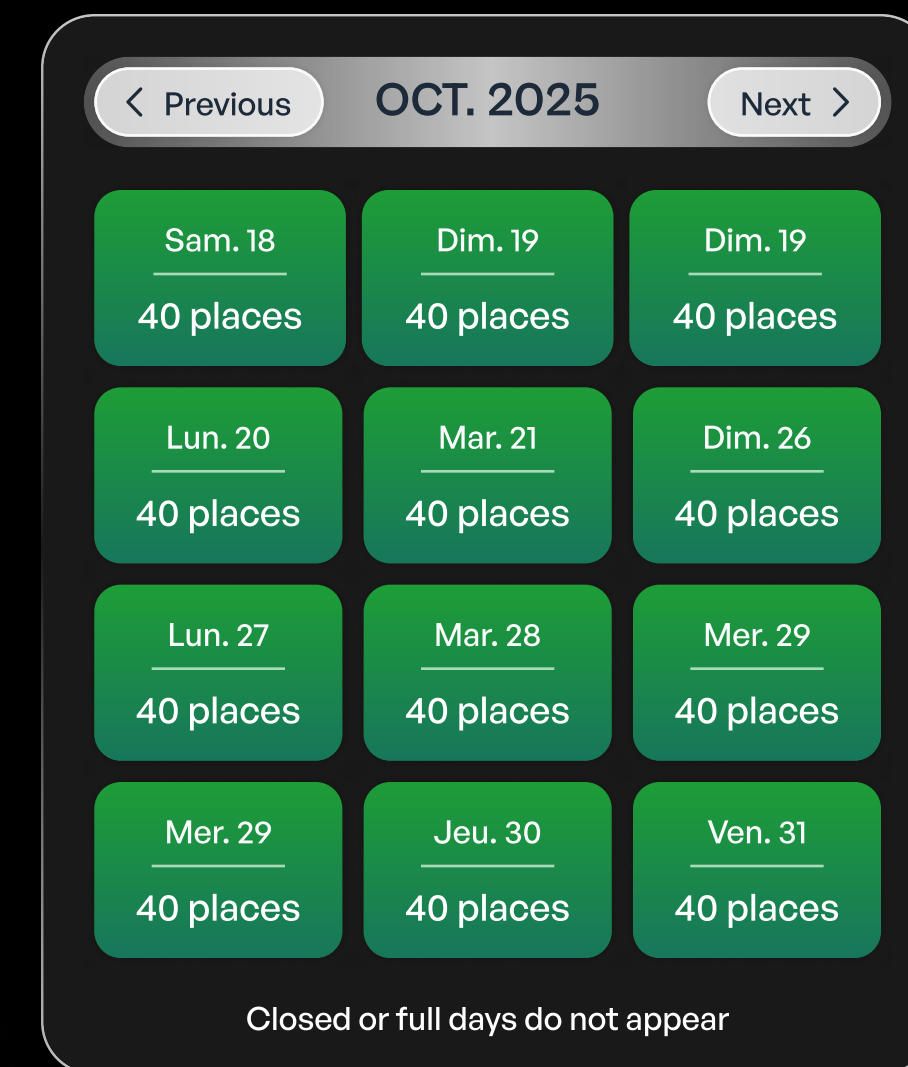 Previous
OCT. 2025
Next
Sam. 18
40 places
Dim. 19
40 places
Dim. 19
40 places
Lun. 20
40 places
Mar. 21
40 places
Dim. 26
40 places
Lun. 27
40 places
Mar. 28
40 places
Mer. 29
40 places
Mer. 29
40 places
Jeu. 30
40 places
Ven. 31
40 places
Closed or full days do not appear